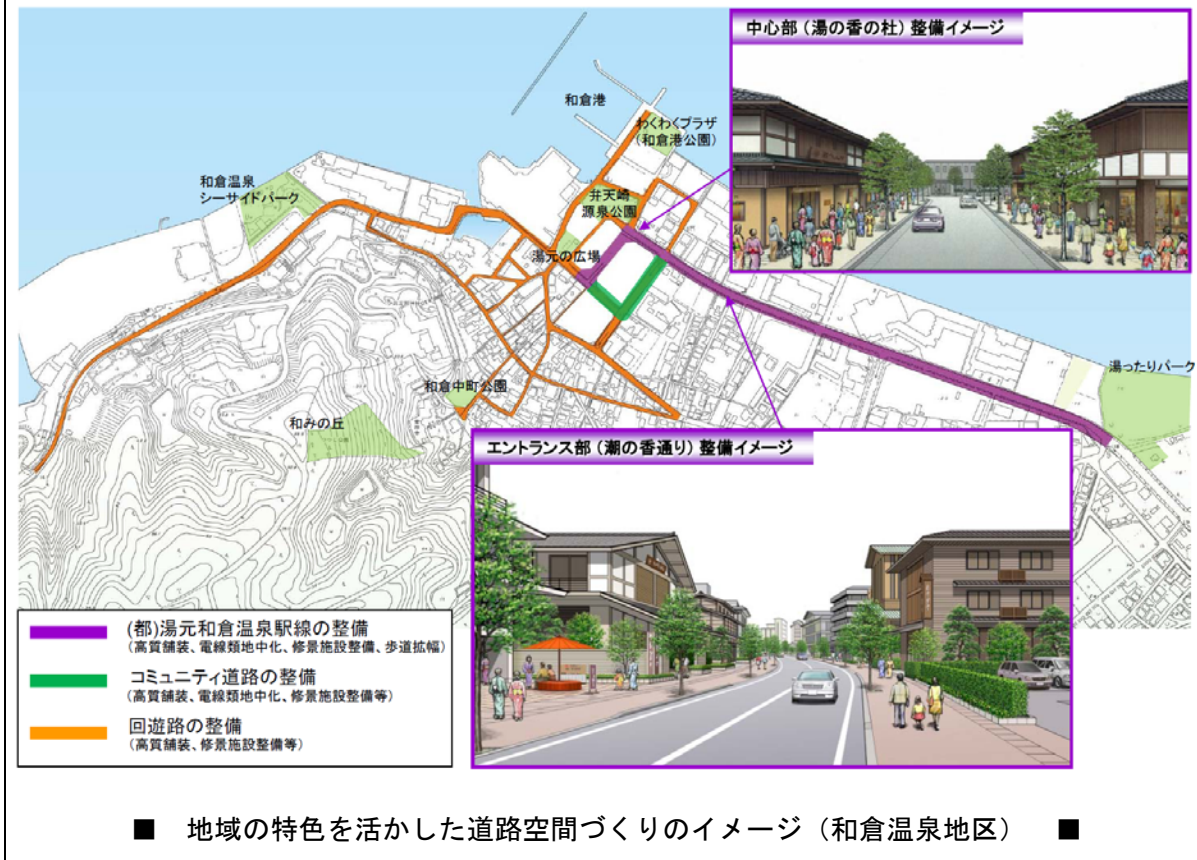 中心部（湯の香の杜）整備イメージ
和倉港
わくわくプラザ
（和倉港公園）
和倉温泉
シーサイドパーク
弁天崎
源泉公園
湯元の広場
湯ったりパーク
和倉中町公園
和みの丘
エントランス部（潮の香通り）整備イメージ
(都)湯元和倉温泉駅線の整備
（高質舗装、電線類地中化、修景施設整備、歩道拡幅）
コミュニティ道路の整備
（高質舗装、電線類地中化、修景施設整備等）
回遊路の整備
（高質舗装、修景施設整備等）
■ 地域の特色を活かした道路空間づくりのイメージ（和倉温泉地区） ■